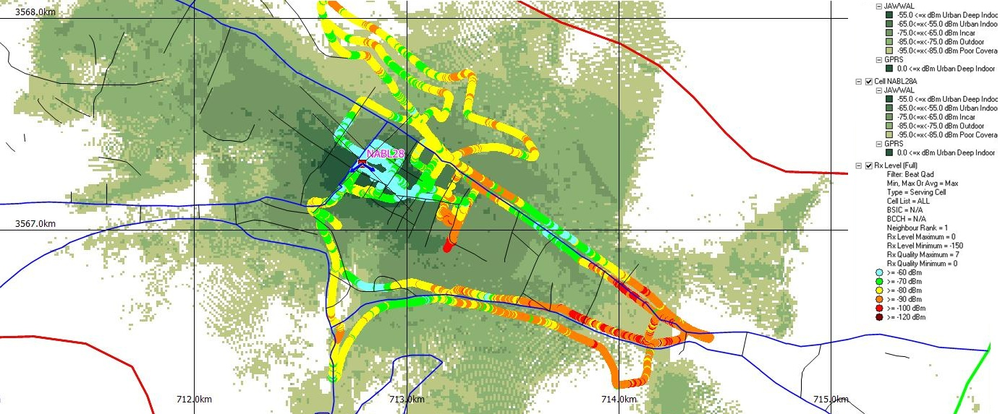 3568.0km
3567.0km
712.0km
713.0km
714.0km
715.0km
NABL28
JAWWAL
-55.0 <=x dBm Urban Deep Indoor
-65.0<=x<-55.0 dBm Urban Indoo
-75.0<=x<-65.0 dBm Incar
-85.0<=x<-75.0 dBm Outdoor
-95.0<=x<-85.0 dBm Poor Covera
GPRS
0.0 <=x dBm Urban Deep Indoor
Cell NABL28A
JAWWAL
-55.0 <=x dBm Urban Deep Indoo
-65.0<=x<-55.0 dBm Urban Indoo
-75.0<=x<-65.0 dBm Incar
-85.0<=x<-75.0 dBm Outdoor
-95.0<=x<-85.0 dBm Poor Covera
GPRS
0.0 <=x dBm Urban Deep Indoor
Rx Level (Full)
Filter: Beat Qad
Min, Max Or Avg = Max
Type = Serving Cell
Cell List = ALL
BSIC = N/A
BCCH = N/A
Neighbour Rank = 1
Rx Level Maximum = 0
Rx Level Minimum = -150
Rx Quality Maximum = 7
Rx Quality Minimum = 0
>= -60 dBm
>= -70 dBm
>= -80 dBm
>= -90 dBm
>= -100 dBm
>= -120 dBm